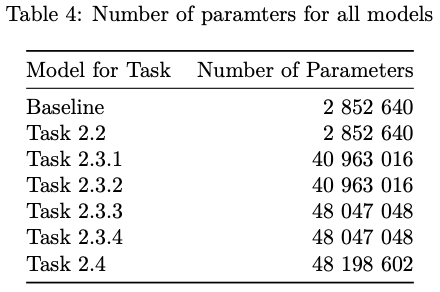 Table 4: Number of paramters for all models
Model for Task Number of Parameters
Baseline 2 852 640
Task 2.2 2 852 640
Task 2.3.1 40 963 016
Task 2.3.2 40 963 016
Task 2.3.3 48 047 048
Task 2.3.4 48 047 048
Task 2.4 48 198 602